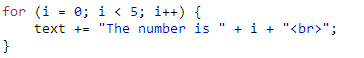 for (i = 0; i < 5; i++) {
    text += "The number is " + i + "<br>";
}